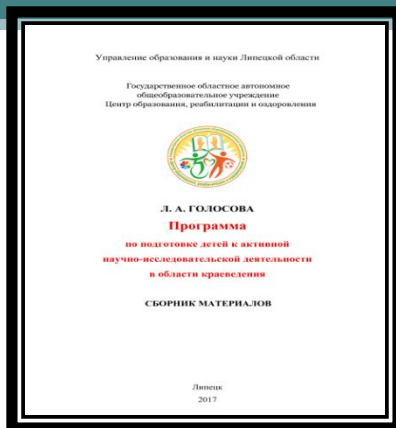 Управление образования и науки Липецкой области
Государственное областное автономное
общеобразовательное учреждение
Центр образования, реабилитации и оздоровления
Л. А. ГОЛОСОВА
Программа
по подготовке детей к активной
научно-исследовательской деятельности
в области краеведения
СБОРНИК МАТЕРИАЛОВ
Липецк
2017